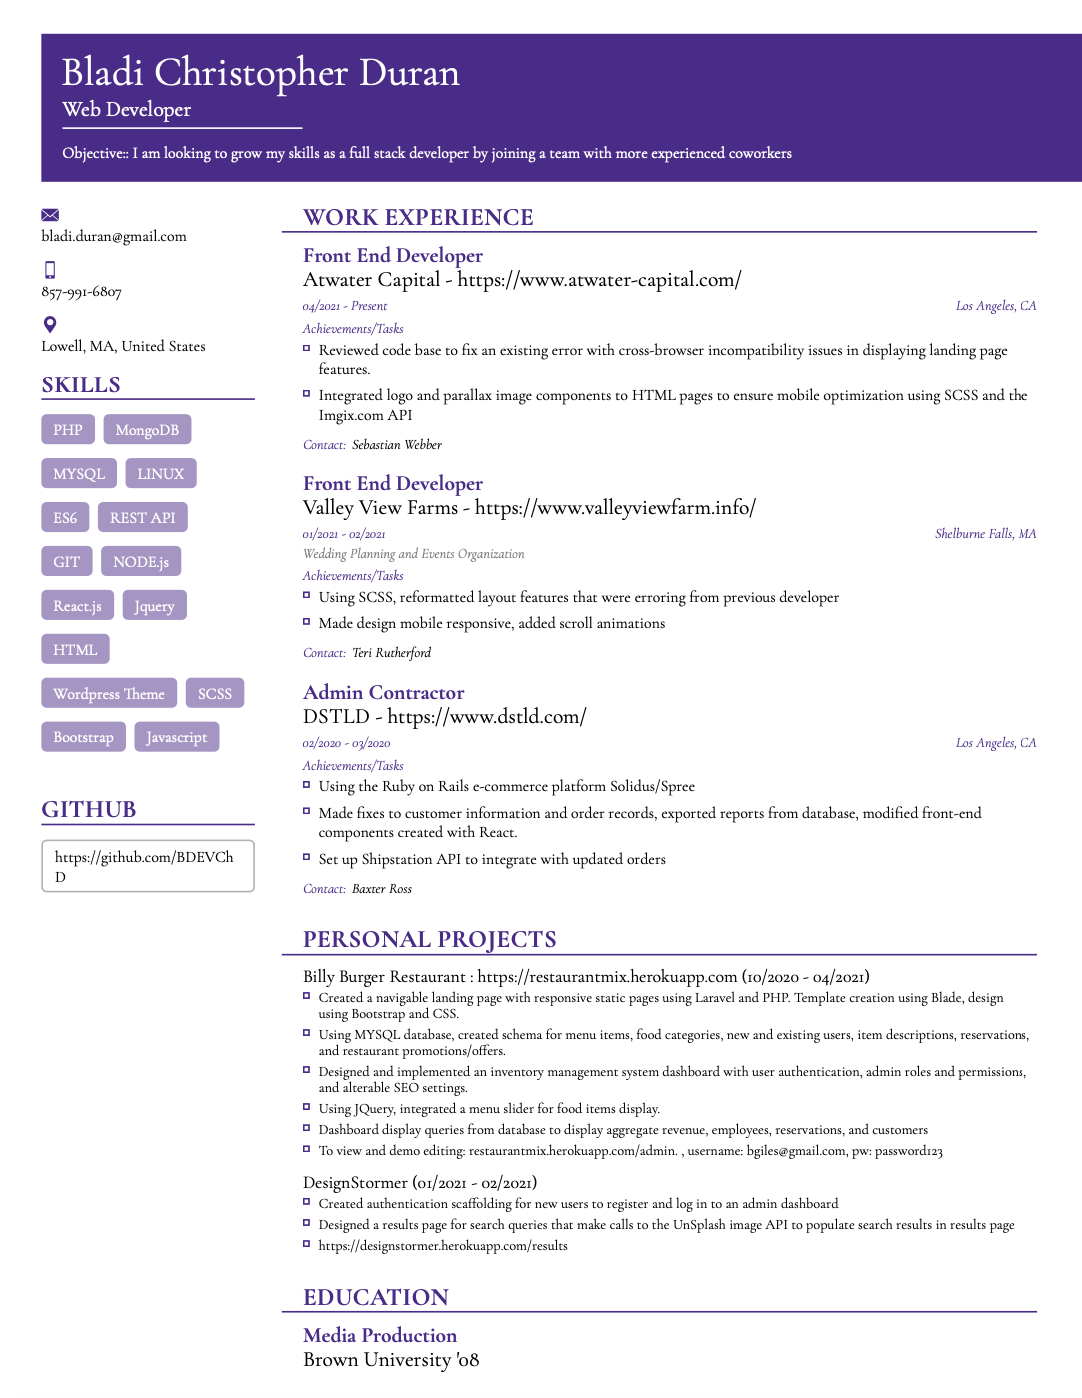 Bladi Christopher Duran
Web Developer
Objective:: I am looking to grow my skills as a full stack developer by joining a team with more experienced coworkers
bladi.duran@gmail.com
857-991-6807
Lowell, MA, United States
SKILLS
PHP MongoDB
MYSQL LINUX
ES6 REST API
GIT NODE.js
React.js Jquery
HTML
Wordpress Theme SCSS
Bootstrap Javascript
GITHUB
https://github.com/BDEVCh
D
WORK EXPERIENCE
Front End Developer
Atwater Capital - https://www.atwater-capital.com/
04/2021 - Present Los Angeles, CA
Achievements/Tasks
Reviewed code base to fix an existing error with cross-browser incompatibility issues in displaying landing page
features.
Integrated logo and parallax image components to HTML pages to ensure mobile optimization using SCSS and the
Imgix.com API
Contact: Sebastian Webber
Front End Developer
Valley View Farms - https://www.valleyviewfarm.info/
01/2021 - 02/2021 Shelburne Falls, MA
Wedding Planning and Events Organization
Achievements/Tasks
Using SCSS, reformatted layout features that were erroring from previous developer
Made design mobile responsive, added scroll animations
Contact: Teri Rutherford
Admin Contractor
DSTLD - https://www.dstld.com/
02/2020 - 03/2020 Los Angeles, CA
Achievements/Tasks
Using the Ruby on Rails e-commerce platform Solidus/Spree
Made fixes to customer information and order records, exported reports from database, modified front-end
components created with React.
Set up Shipstation API to integrate with updated orders
Contact: Baxter Ross
PERSONAL PROJECTS
Billy Burger Restaurant : https://restaurantmix.herokuapp.com (10/2020 - 04/2021)
Created a navigable landing page with responsive static pages using Laravel and PHP. Template creation using Blade, design
using Bootstrap and CSS.
Using MYSQL database, created schema for menu items, food categories, new and existing users, item descriptions, reservations,
and restaurant promotions/offers.
Designed and implemented an inventory management system dashboard with user authentication, admin roles and permissions,
and alterable SEO settings.
Using JQuery, integrated a menu slider for food items display.
Dashboard display queries from database to display aggregate revenue, employees, reservations, and customers
To view and demo editing: restaurantmix.herokuapp.com/admin. , username: bgiles@gmail.com, pw: password123
DesignStormer (01/2021 - 02/2021)
Created authentication scaffolding for new users to register and log in to an admin dashboard
Designed a results page for search queries that make calls to the UnSplash image API to populate search results in results page
https://designstormer.herokuapp.com/results
EDUCATION
Media Production
Brown University '08